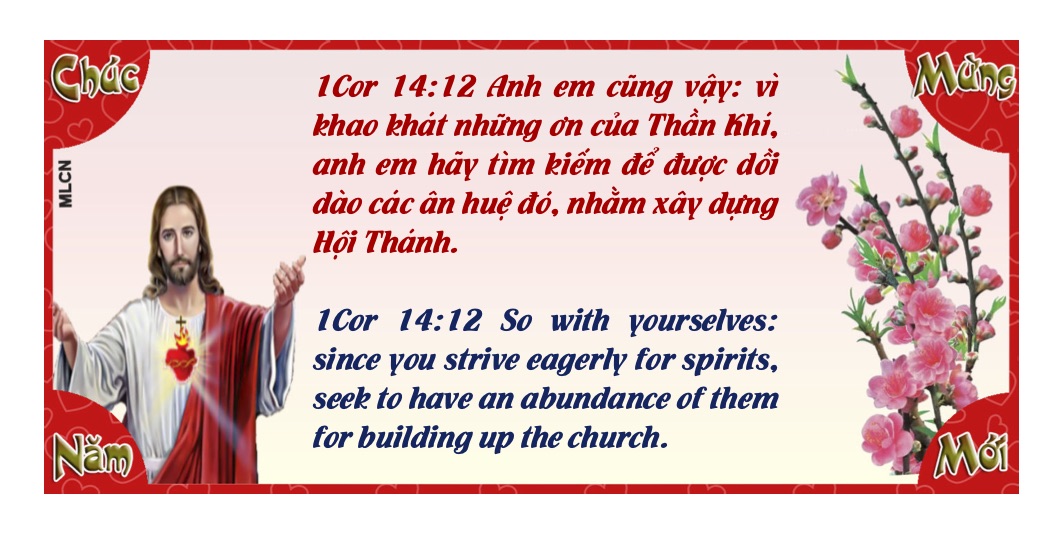 Chúc
Mừng
MLCN
1Cor 14:12 Anh em cũng vậy: vì
khao khát những ơn của Thần Khí,
anh em hãy tìm kiếm để được dồi
dào các ân huệ đó, nhằm xây dựng
Hội Thánh.
1Cor 14:12 So with yourselves:
since you strive eagerly for spirits,
seek to have an abundance of them
for building up the church.
Năm
Mới